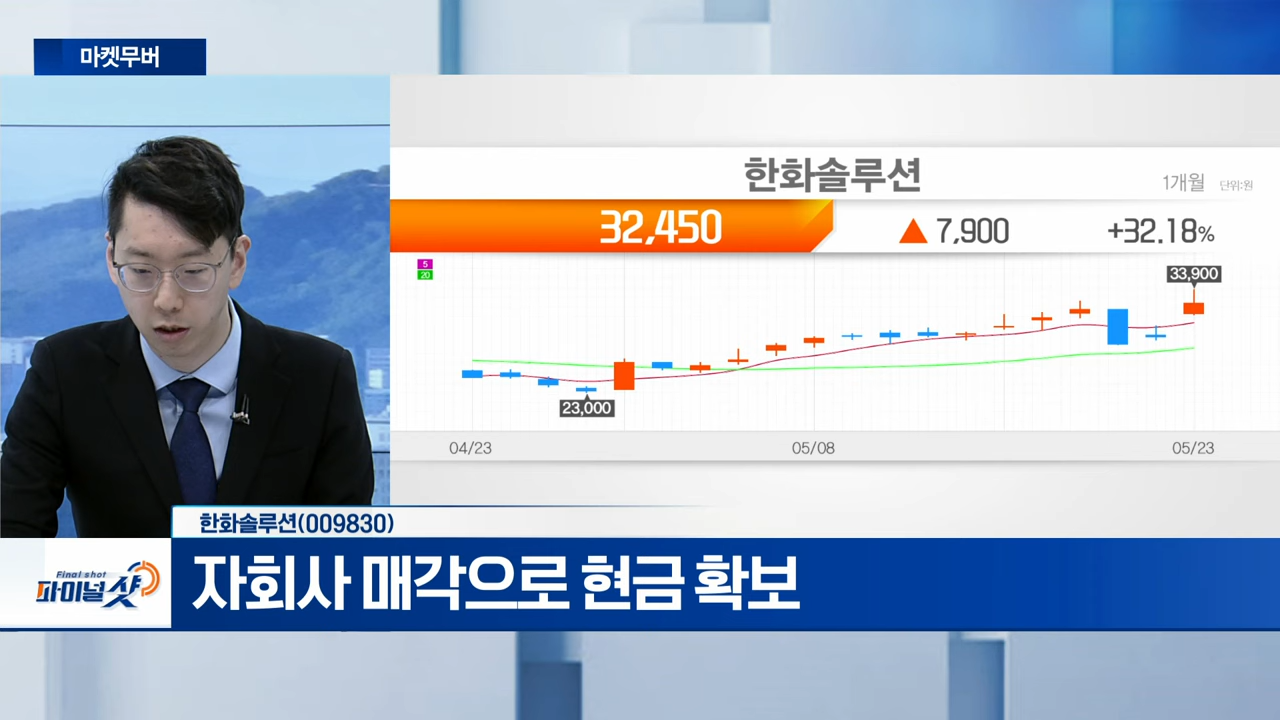 마켓무버
한화솔루션
1개월 단위:원
32,450 ▲ 7,900 +32.18%
5
20
33,900
23,000
04/23 05/08 05/23
한화솔루션(009830)
Final shot
파이널샷
자회사 매각으로 현금 확보